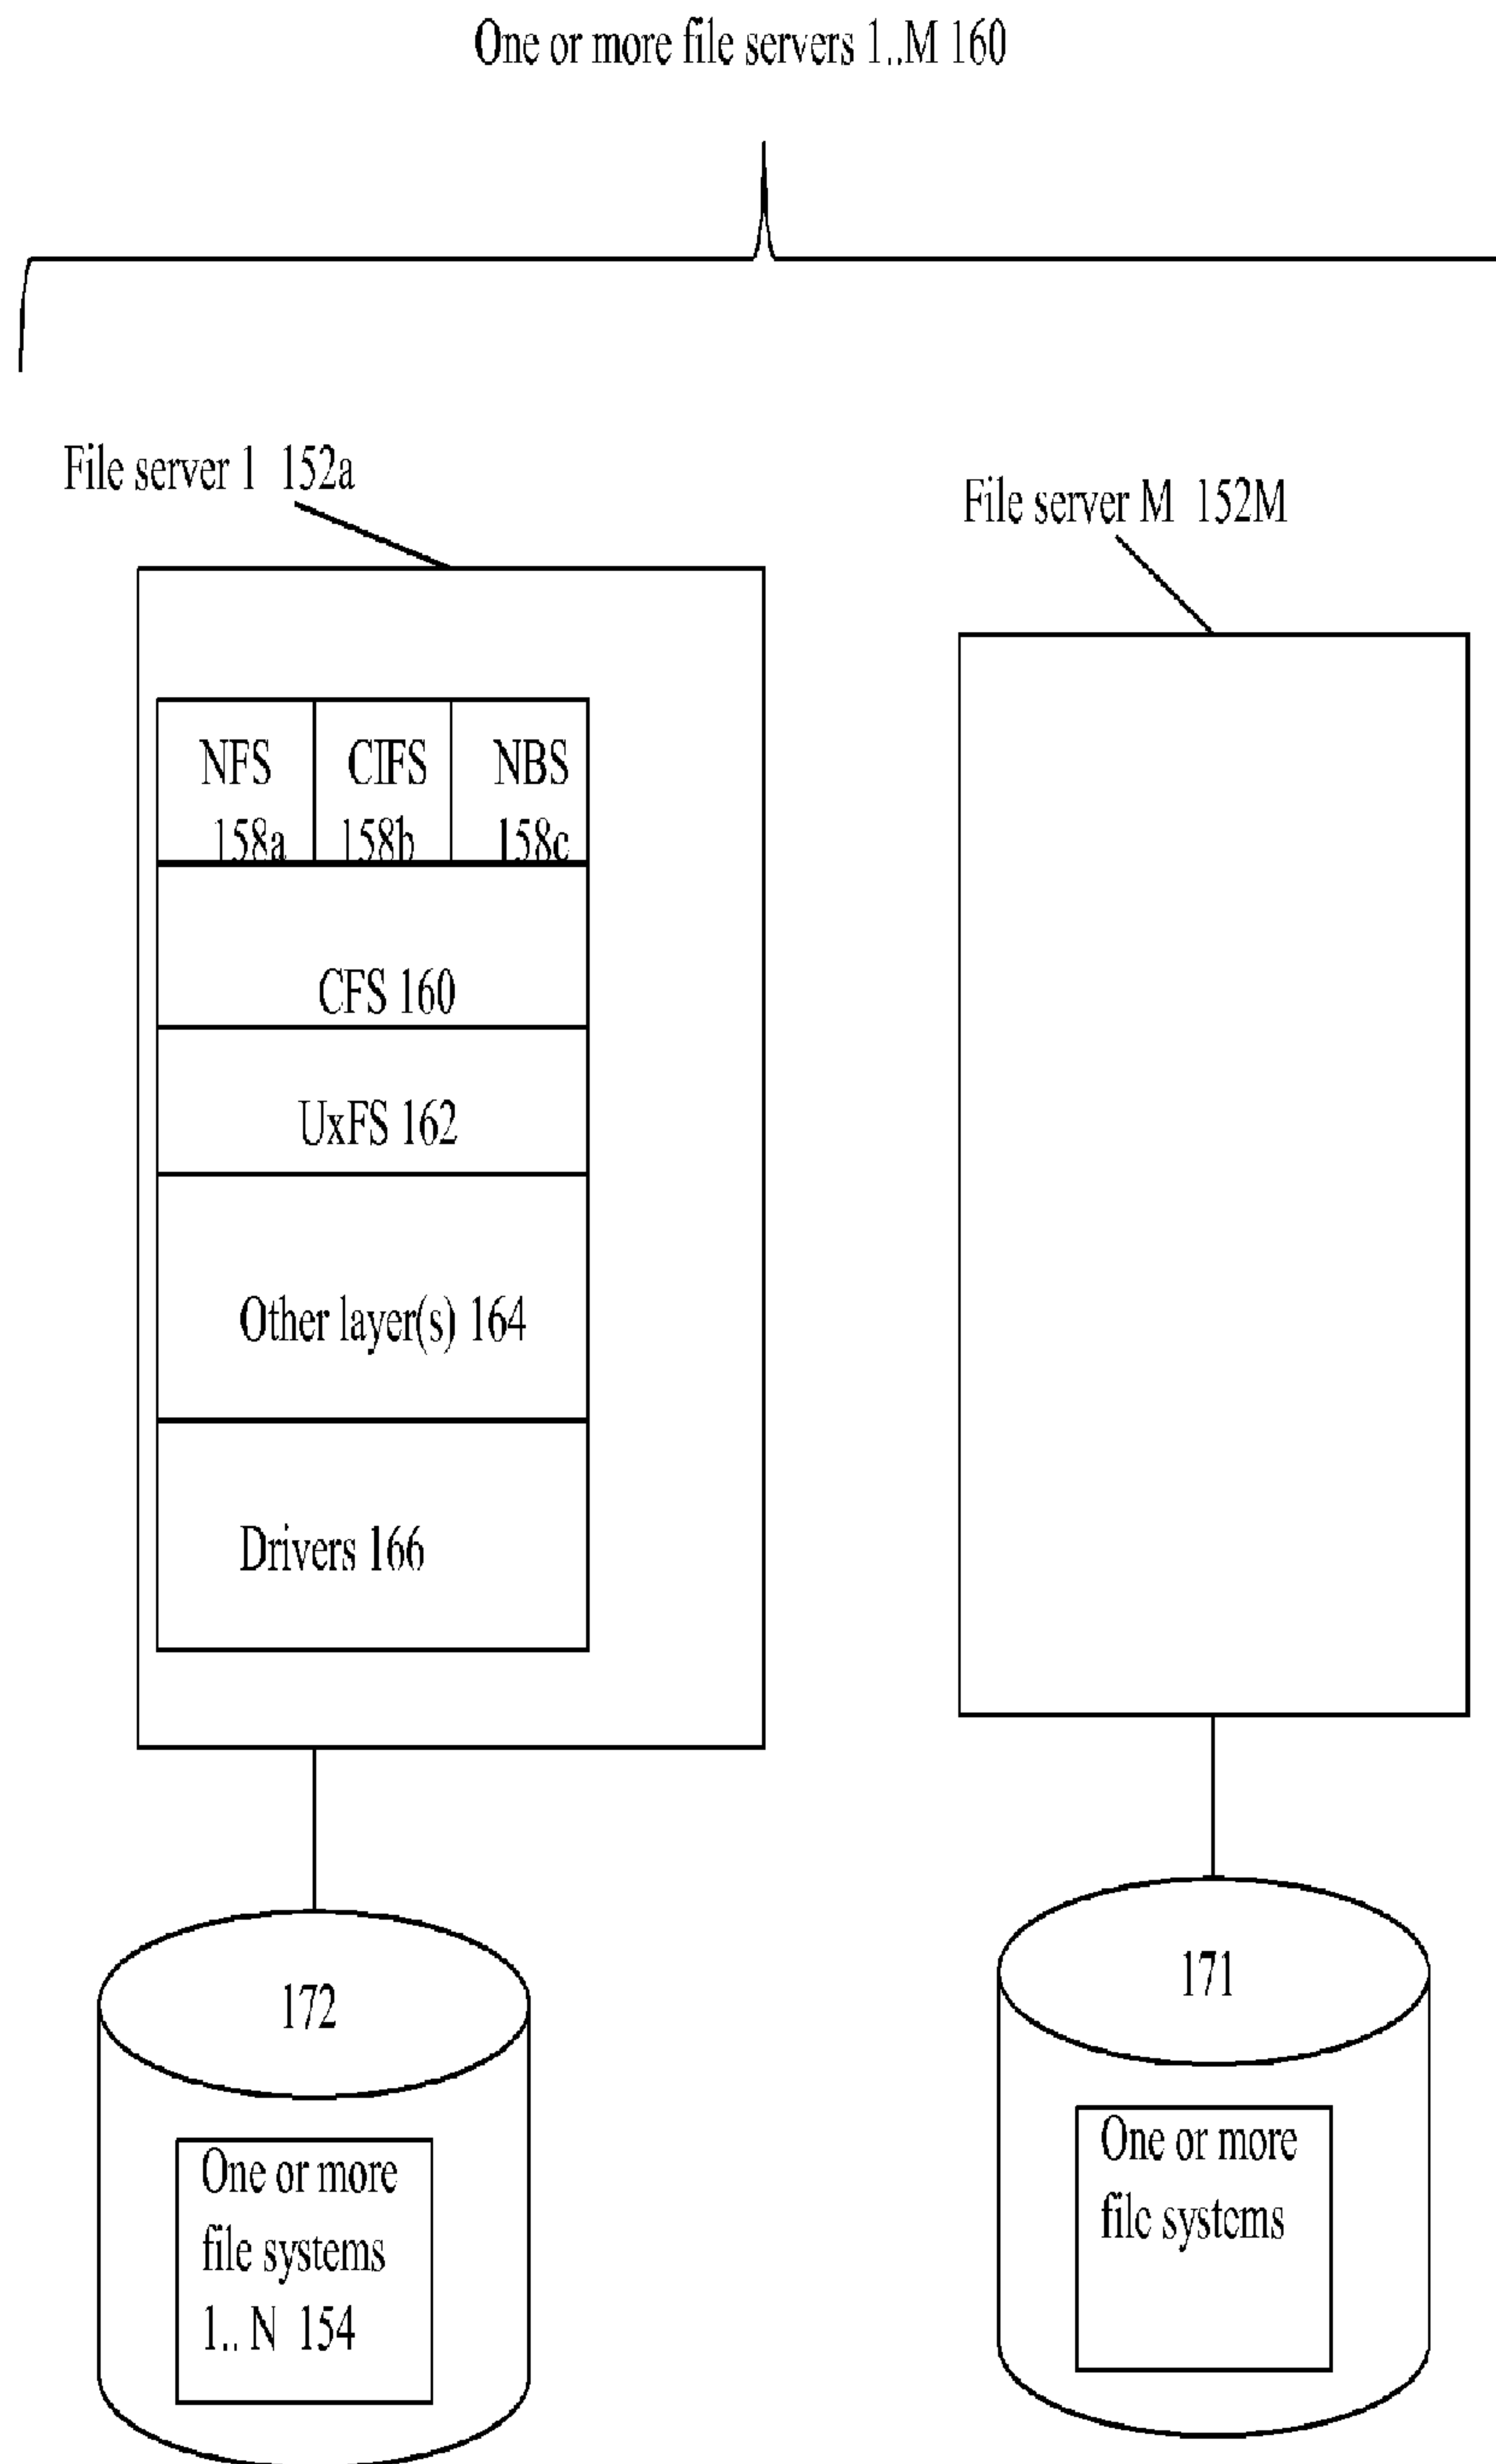 One or more file servers 1..M 160
File server 1 152a
File server M 152M
NFS
158a
CIFS
158b
NBS
158c
CFS 160
UxFS 162
Other layer(s) 164
Drivers 166
172
One or more
file systems
1.. N 154
171
One or more
file systems